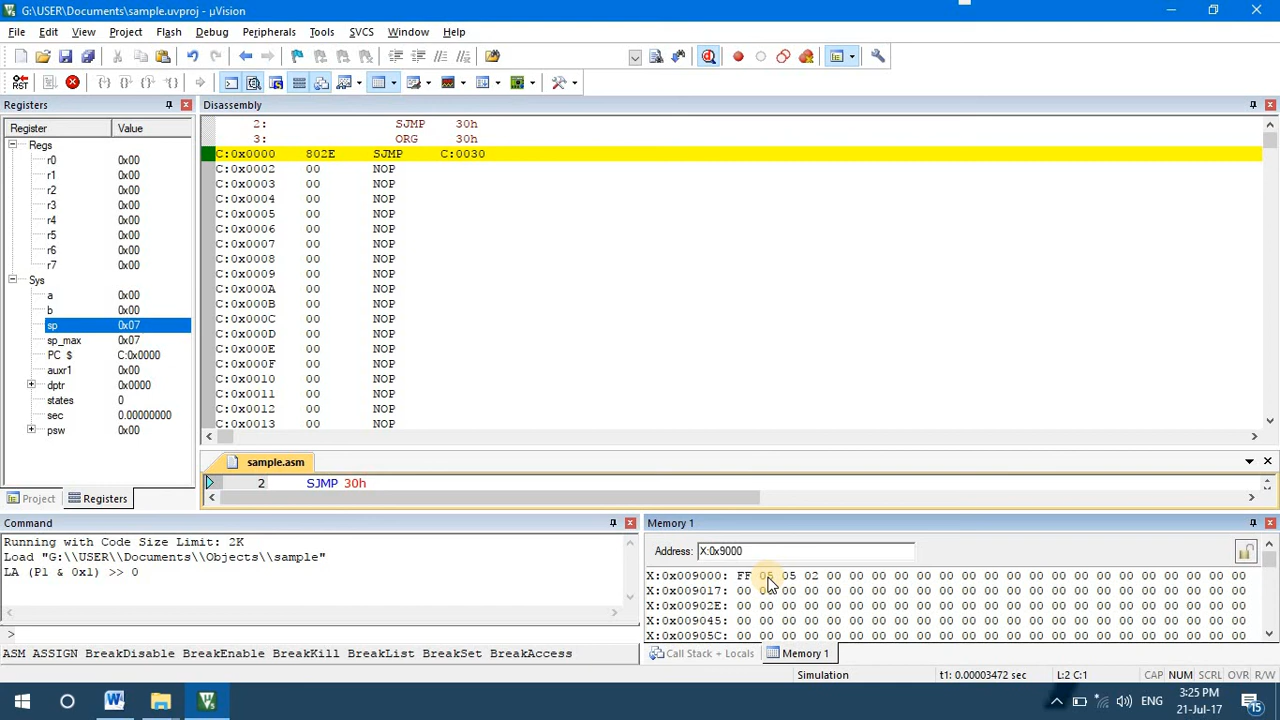 G:\USER\Documents\sample.uvproj - µVision
File Edit View Project Flash Debug Peripherals Tools SVCS Window Help
RST
Registers
Register Value
Regs
r0 0x00
r1 0x00
r2 0x00
r3 0x00
r4 0x00
r5 0x00
r6 0x00
r7 0x00
Sys
a 0x00
b 0x00
sp 0x07
sp_max 0x07
PC $ C:0x0000
auxr1 0x00
dptr 0x0000
states 0
sec 0.00000000
psw 0x00
Project Registers
Disassembly
2: SJMP 30h
3: ORG 30h
C:0x0000 802E SJMP C:0030
C:0x0002 00 NOP
C:0x0003 00 NOP
C:0x0004 00 NOP
C:0x0005 00 NOP
C:0x0006 00 NOP
C:0x0007 00 NOP
C:0x0008 00 NOP
C:0x0009 00 NOP
C:0x000A 00 NOP
C:0x000B 00 NOP
C:0x000C 00 NOP
C:0x000D 00 NOP
C:0x000E 00 NOP
C:0x000F 00 NOP
C:0x0010 00 NOP
C:0x0011 00 NOP
C:0x0012 00 NOP
C:0x0013 00 NOP
sample.asm
2 SJMP 30h
Command
Running with Code Size Limit: 2K
Load "G:\\USER\\Documents\\Objects\\sample"
LA (P1 & 0x1) >> 0
>
ASM ASSIGN BreakDisable BreakEnable BreakKill BreakList BreakSet BreakAccess
Memory 1
Address: X:0x9000
X:0x009000: FF 05 05 02 00 00 00 00 00 00 00 00 00 00 00 00 00 00 00 00 00 00 00
X:0x009017: 00 00 00 00 00 00 00 00 00 00 00 00 00 00 00 00 00 00 00 00 00 00 00
X:0x00902E: 00 00 00 00 00 00 00 00 00 00 00 00 00 00 00 00 00 00 00 00 00 00 00
X:0x009045: 00 00 00 00 00 00 00 00 00 00 00 00 00 00 00 00 00 00 00 00 00 00 00
X:0x00905C: 00 00 00 00 00 00 00 00 00 00 00 00 00 00 00 00 00 00 00 00 00 00 00
Call Stack + Locals Memory 1
Simulation t1: 0.00003472 sec L:2 C:1 CAP NUM SCRL OVR R/W
ENG
3:25 PM
21-Jul-17
15